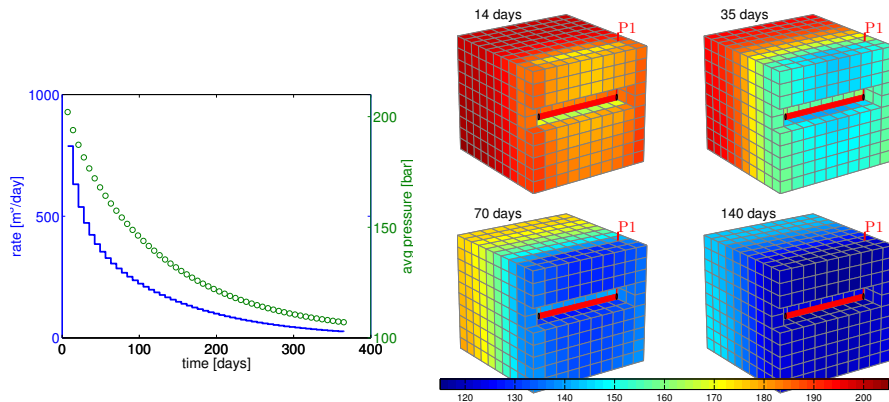 14 days
P1
35 days
P1
1000
500
0
rate [m³/day]
0
100
200
300
400
time [days]
200
150
100
avg pressure [bar]
70 days
P1
140 days
P1
120
130
140
150
160
170
180
190
200